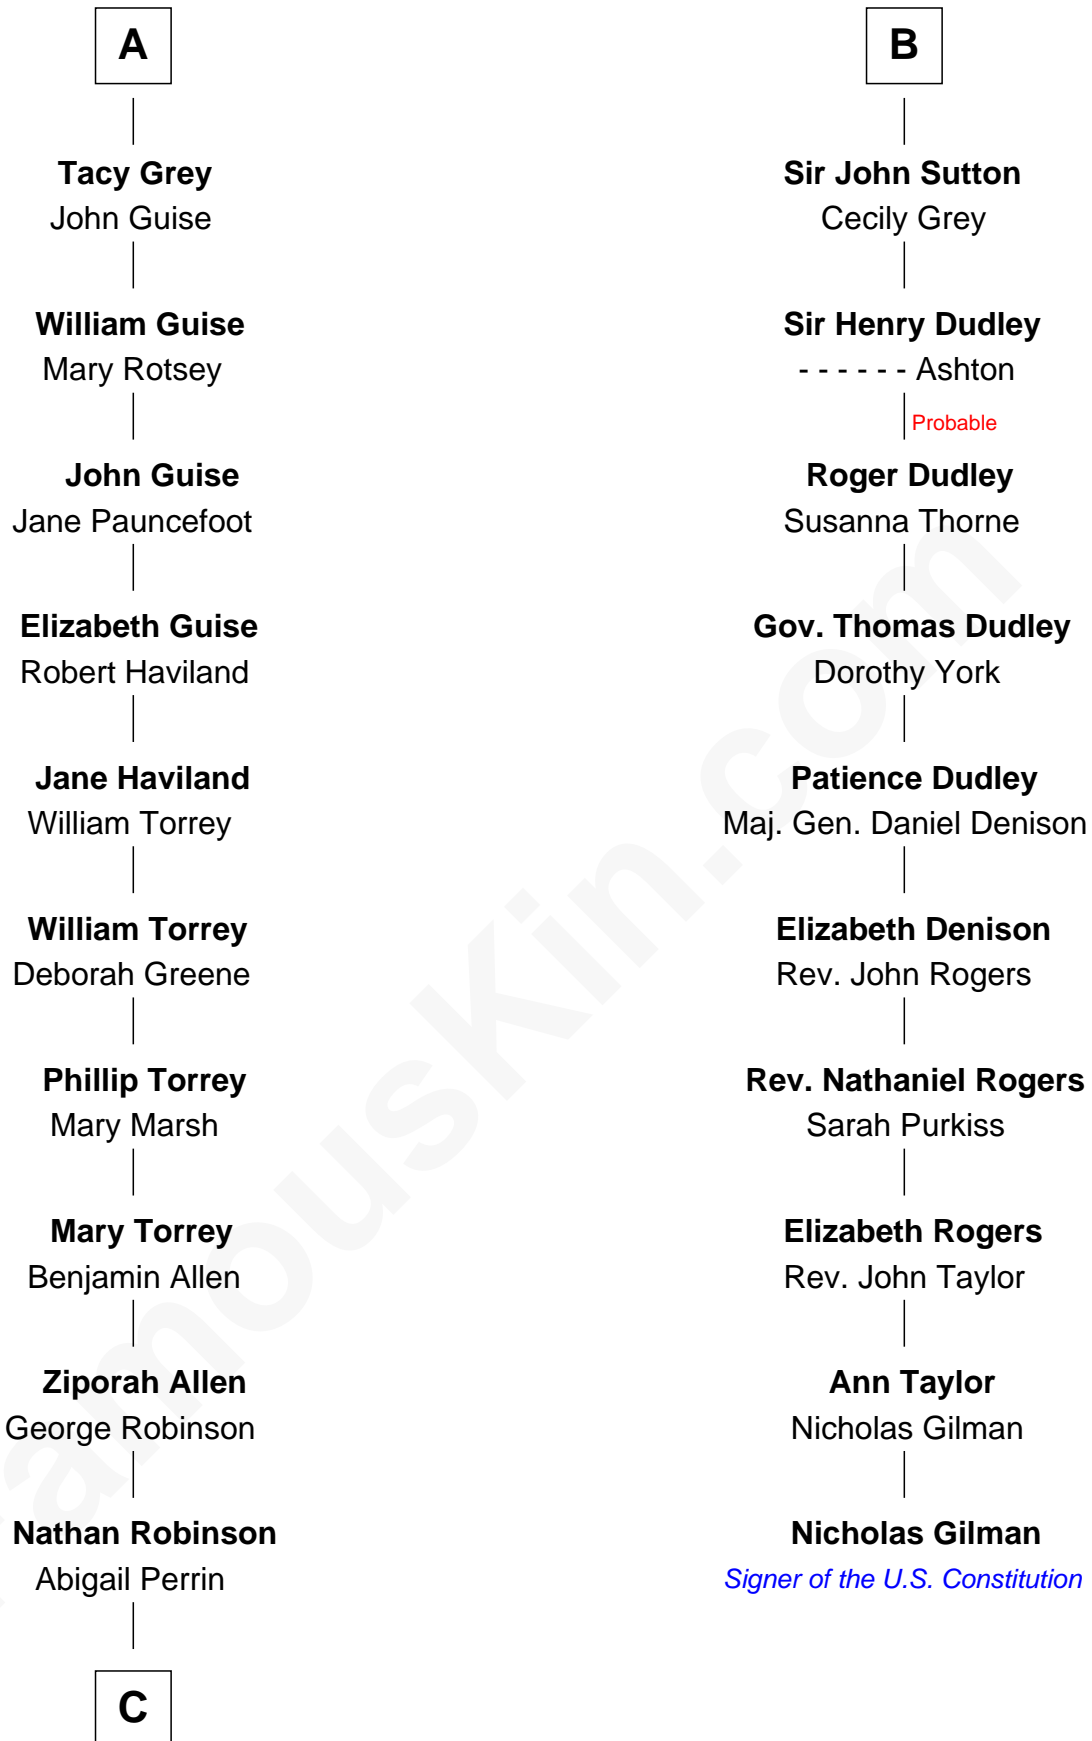 A
Tacy Grey
John Guise
William Guise
Mary Rotsey
John Guise
Jane Pauncefoot
Elizabeth Guise
Robert Haviland
Jane Haviland
William Torrey
William Torrey
Deborah Greene
Phillip Torrey
Mary Marsh
Mary Torrey
Benjamin Allen
Ziporah Allen
George Robinson
Nathan Robinson
Abigail Perrin
C
B
Sir John Sutton
Cecily Grey
Sir Henry Dudley
- - - - - - Ashton
Probable
Roger Dudley
Susanna Thorne
Gov. Thomas Dudley
Dorothy York
Patience Dudley
Maj. Gen. Daniel Denison
Elizabeth Denison
Rev. John Rogers
Rev. Nathaniel Rogers
Sarah Purkiss
Elizabeth Rogers
Rev. John Taylor
Ann Taylor
Nicholas Gilman
Nicholas Gilman
Signer of the U.S. Constitution
FamousKin.com